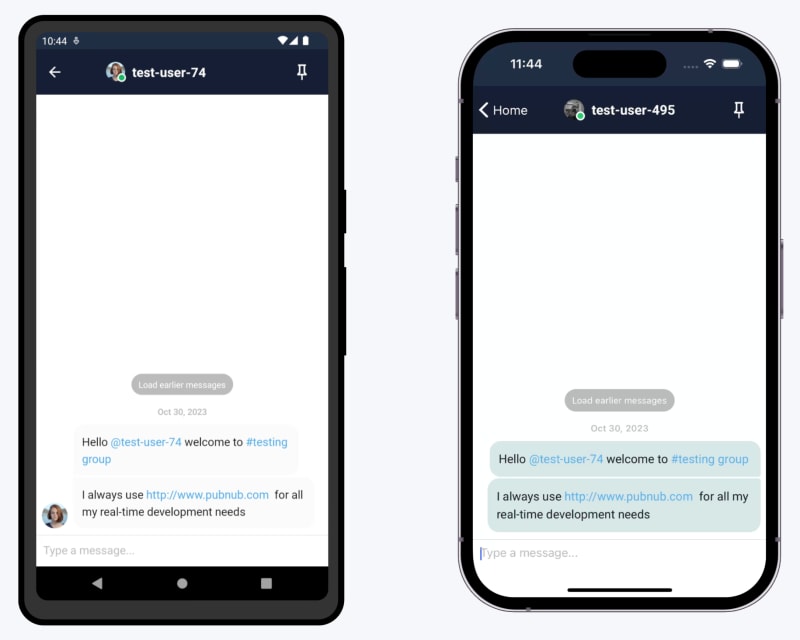 10:44
test-user-74
Load earlier messages
Oct 30, 2023
Hello @test-user-74 welcome to #testing
group
I always use http://www.pubnub.com for all
my real-time development needs
Type a message...
11:44
Home
test-user-495
Load earlier messages
Oct 30, 2023
Hello @test-user-74 welcome to #testing group
I always use http://www.pubnub.com for all my
real-time development needs
Type a message...